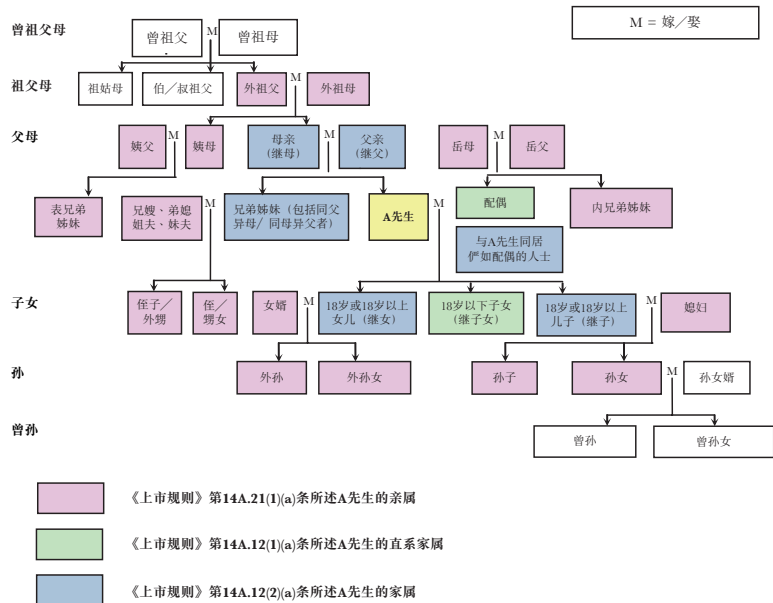 曾祖父母
曾祖父
M
曾祖母
M = 嫁／娶
祖父母
祖姑母
伯／叔祖父
外祖父
M
外祖母
父母
姨父
M
姨母
母亲
(继母)
M
父亲
(继父)
岳母
M
岳父
表兄弟
姊妹
兄嫂、弟媳
姐夫、妹夫
M
兄弟姊妹（包括同父
异母/ 同母异父者）
A先生
M
配偶
内兄弟姊妹
与A先生同居
俨如配偶的人士
子女
侄子／
外甥
侄／
甥女
女婿
M
18岁或18岁以上
女儿（继女）
18岁以下子女
（继子女）
18岁或18岁以上
儿子（继子）
M
媳妇
孙
外孙
外孙女
孙子
孙女
M
孙女婿
曾孙
曾孙
曾孙女
《上市规则》第14A.21(1)(a)条所述A先生的亲属
《上市规则》第14A.12(1)(a)条所述A先生的直系家属
《上市规则》第14A.12(2)(a)条所述A先生的家属